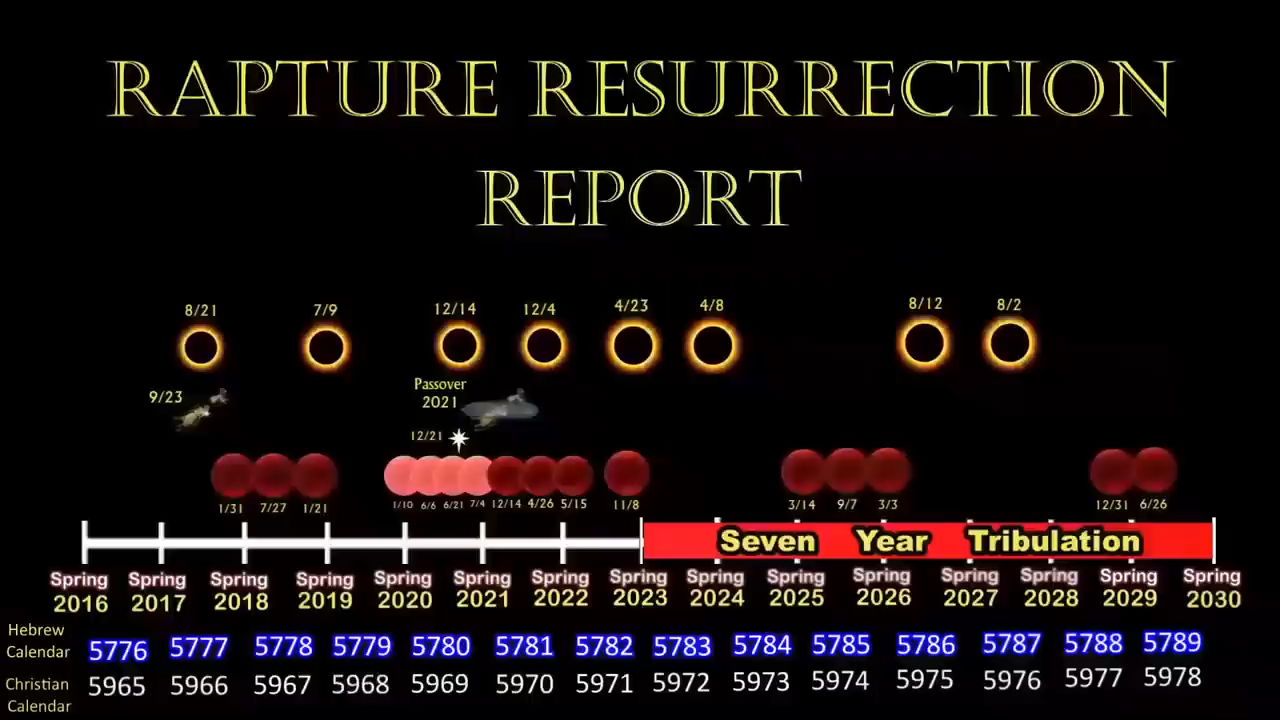 RAPTURE RESURRECTION
REPORT
8/21 7/9 12/14 12/4 4/23 4/8 8/12 8/2
9/23
Passover
2021
12/21
1/31 7/27 1/21 1/10 6/6 6/21 7/4 12/14 4/26 5/15 11/8 3/14 9/7 3/3 12/31 6/26
Seven Year Tribulation
Spring Spring Spring Spring Spring Spring Spring Spring Spring Spring Spring Spring Spring Spring Spring
2016 2017 2018 2019 2020 2021 2022 2023 2024 2025 2026 2027 2028 2029 2030
Hebrew
Calendar 5776 5777 5778 5779 5780 5781 5782 5783 5784 5785 5786 5787 5788 5789
Christian
Calendar 5965 5966 5967 5968 5969 5970 5971 5972 5973 5974 5975 5976 5977 5978